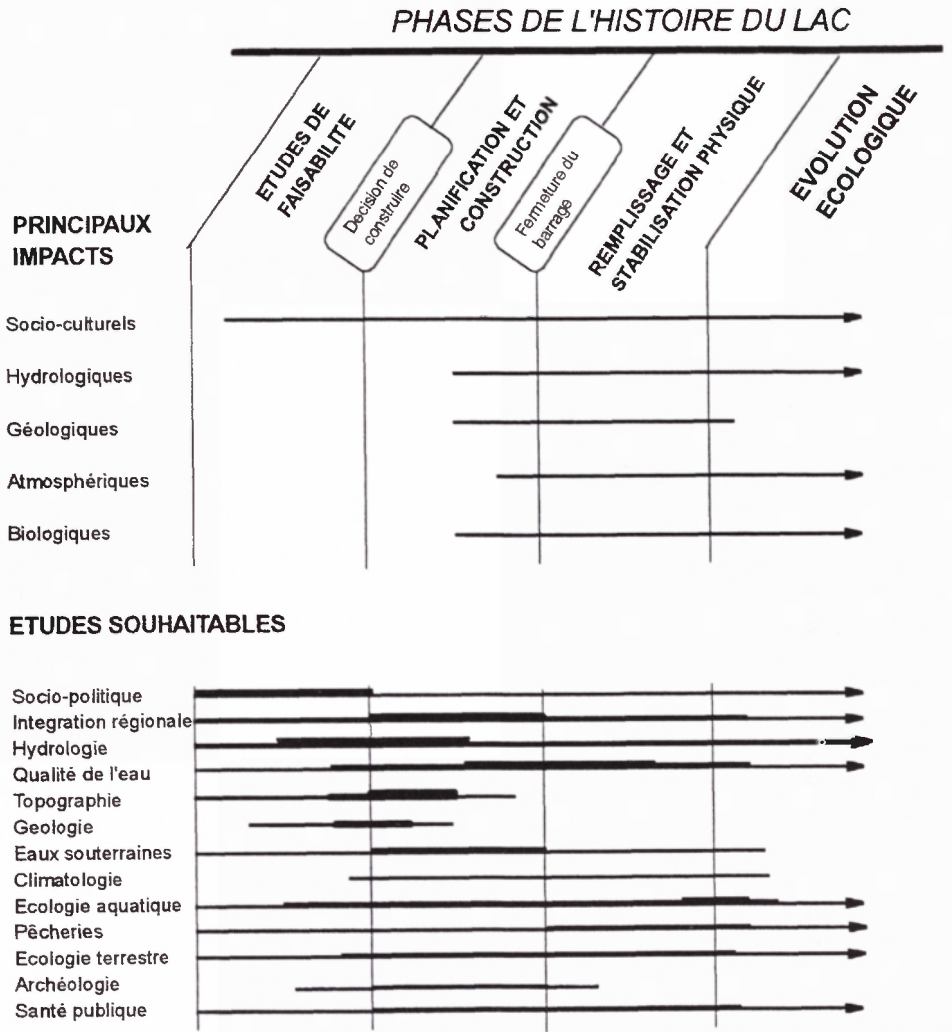 PHASES DE L'HISTOIRE DU LAC
ETUDES DE
FAISABILITE
Decision de
construire
PLANIFICATION ET
CONSTRUCTION
Fermeture du
barrage
REMPLISSAGE ET
STABILISATION PHYSIQUE
EVOLUTION
ECOLOGIQUE
PRINCIPAUX
IMPACTS
Socio-culturels
Hydrologiques
Géologiques
Atmosphériques
Biologiques
ETUDES SOUHAITABLES
Socio-politique
Integration régionale
Hydrologie
Qualité de l'eau
Topographie
Geologie
Eaux souterraines
Climatologie
Ecologie aquatique
Pêcheries
Ecologie terrestre
Archéologie
Santé publique